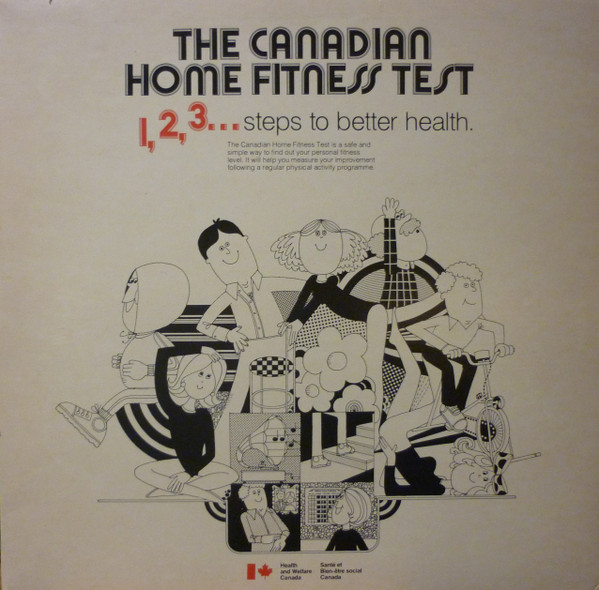 THE CANADIAN
HOME FITNESS TEST
1, 2, 3... steps to better health.
The Canadian Home Fitness Test is a safe and
simple way to find out your personal fitness
level. It will help you measure your improvement
following a regular physical activity programme.
Health
and Welfare
Canada
Santé et
Bien-être social
Canada